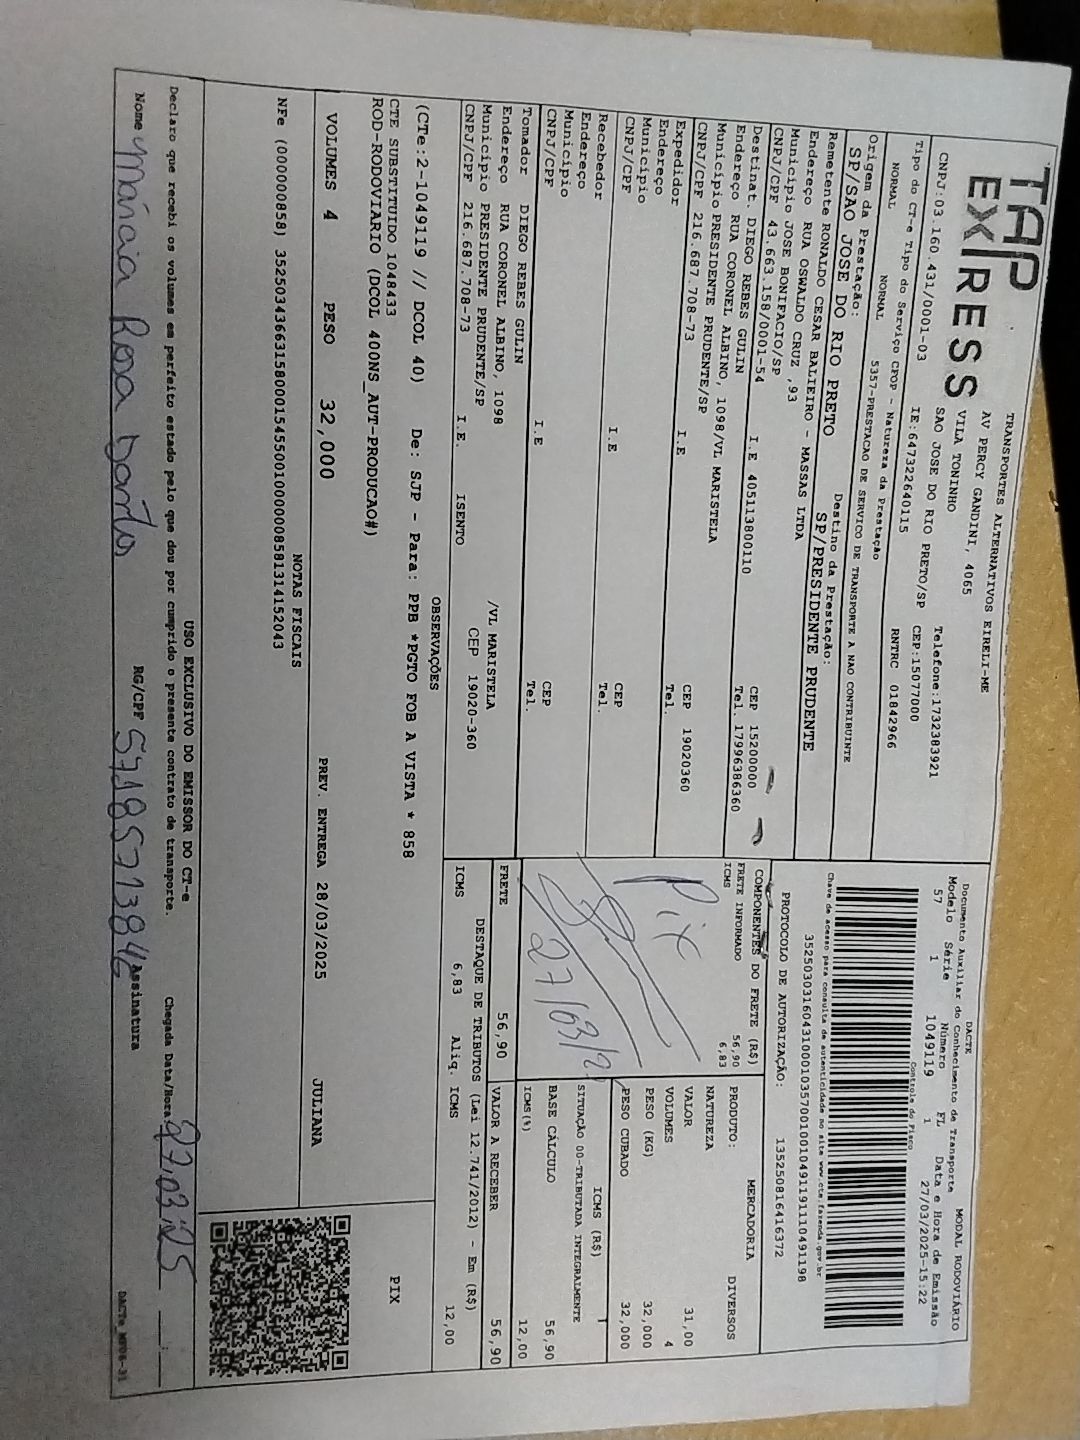 TAP
EXPRESS
TRANSPORTES ALTERNATIVOS EIRELI-ME
AV PERCY GANDINI, 4065
VILA TONINHO
SAO JOSE DO RIO PRETO/SP CEP:15077000
Telefone:1732383921
CNPJ:03.160.431/0001-03 IE:647322640115 RNTRC 01842966
Tipo do CT-e Tipo do Serviço CFOP - Natureza da Prestação
NORMAL NORMAL 5357-PRESTACAO DE SERVICO DE TRANSPORTE A NAO CONTRIBUINTE
Origem da Prestação: Destino da Prestação:
SP/SAO JOSE DO RIO PRETO SP/PRESIDENTE PRUDENTE
Remetente RONALDO CESAR BALIEIRO - MASSAS LTDA
Endereço RUA OSWALDO CRUZ ,93
Município JOSE BONIFACIO/SP CEP 15200000
CNPJ/CPF 43.663.158/0001-54 I.E 405113800110 Tel. 17996386360
Destinat. DIEGO REBES GULIN
Endereço RUA CORONEL ALBINO, 1098/VL MARISTELA
Município PRESIDENTE PRUDENTE/SP CEP 19020360
CNPJ/CPF 216.687.708-73 I.E Tel.
Expedidor
Endereço
Município CEP
CNPJ/CPF I.E Tel.
Recebedor
Endereço
Município CEP
CNPJ/CPF I.E Tel.
Tomador DIEGO REBES GULIN
Endereço RUA CORONEL ALBINO, 1098 /VL MARISTELA
Município PRESIDENTE PRUDENTE/SP CEP 19020-360
CNPJ/CPF 216.687.708-73 I.E. ISENTO
OBSERVAÇÕES
(CTe:2-1049119 // DCOL 40) De: SJP - Para: PPB *PGTO FOB A VISTA * 858
CTE SUBSTITUIDO 1048433
ROD-RODOVIARIO (DCOL 400NS_AUT-PRODUCAO#)
VOLUMES 4 PESO 32,000 PREV. ENTREGA 28/03/2025 JULIANA
NOTAS FISCAIS
NFe (000000858) 35250343663158000154550010000008581314152043
DACTE
Documento Auxiliar do Conhecimento de Transporte
MODAL RODOVIÁRIO
Modelo Série Número FL Data e Hora de Emissão
57 1 1049119 1 27/03/2025-15:22
Controle do Fisco
Chave de acesso para consulta de autenticidade no site www.cte.fazenda.gov.br
35250303160431000103570010010491191110491198
PROTOCOLO DE AUTORIZAÇÃO: 135250816416372
COMPONENTES DO FRETE (R$)
FRETE INFORMADO 56,90
ICMS 6,83
Pix
27/03/2
MERCADORIA
PRODUTO: DIVERSOS
NATUREZA
VALOR 31,00
VOLUMES 4
PESO (KG) 32,000
PESO CUBADO 32,000
ICMS (R$)
SITUAÇÃO 00-TRIBUTADA INTEGRALMENTE
BASE CÁLCULO 56,90
ICMS(%) 12,00
FRETE 56,90 VALOR A RECEBER 56,90
DESTAQUE DE TRIBUTOS (Lei 12.741/2012) - Em (R$)
ICMS 6,83 Aliq. ICMS 12,00
PIX
USO EXCLUSIVO DO EMISSOR DO CT-e
Declaro que recebi os volumes em perfeito estado pelo que dou por cumprido o presente contrato de transporte. Chegada Data/Hora 27.03.25
Nome Márcia Rosa RG/CPF 57185713846 Assinatura